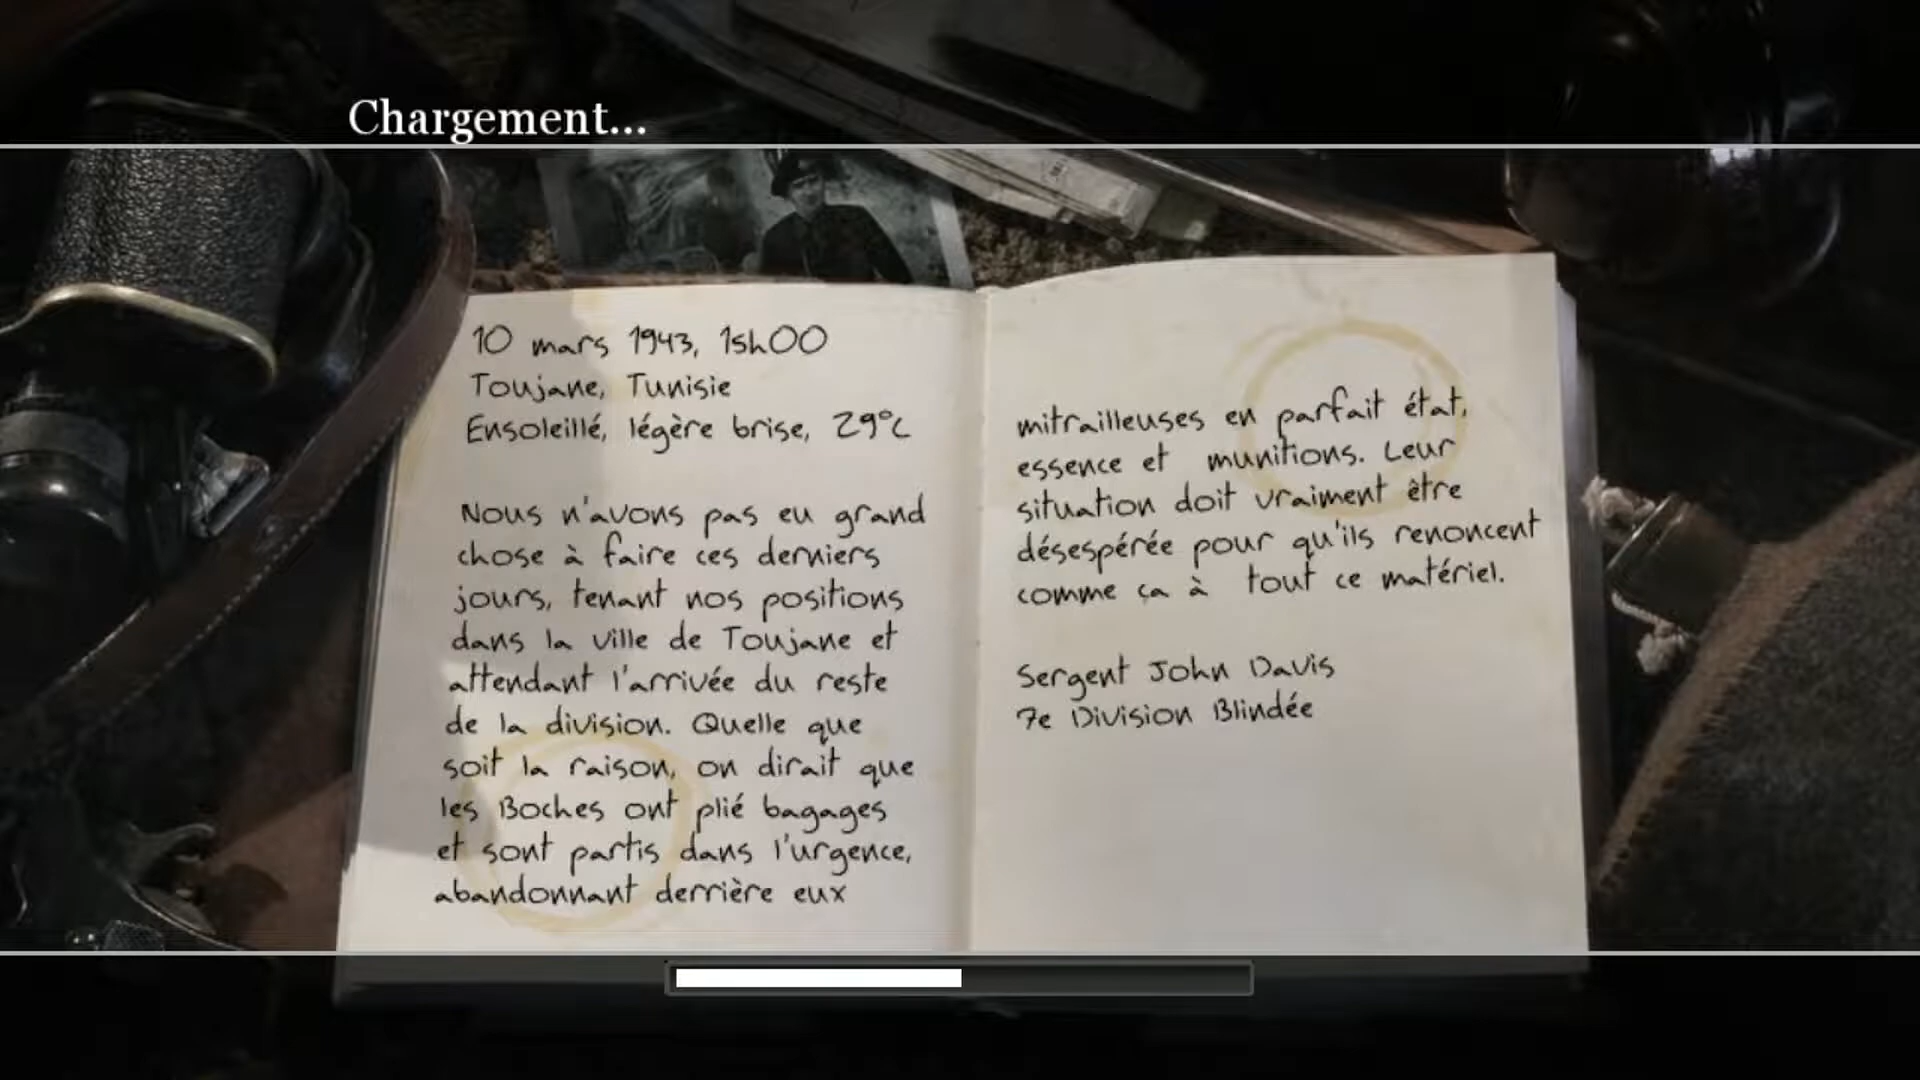 Chargement...
10 mars 1943, 15h00
Toujane, Tunisie
Ensoleillé, légère brise, 29°C
Nous n'avons pas eu grand
chose à faire ces derniers
jours, tenant nos positions
dans la ville de Toujane et
attendant l'arrivée du reste
de la division. Quelle que
soit la raison, on dirait que
les Boches ont plié bagages
et sont partis dans l'urgence,
abandonnant derrière eux
mitrailleuses en parfait état,
essence et munitions. Leur
situation doit vraiment être
désespérée pour qu'ils renoncent
comme ça à tout ce matériel.
Sergent John Davis
7e Division Blindée